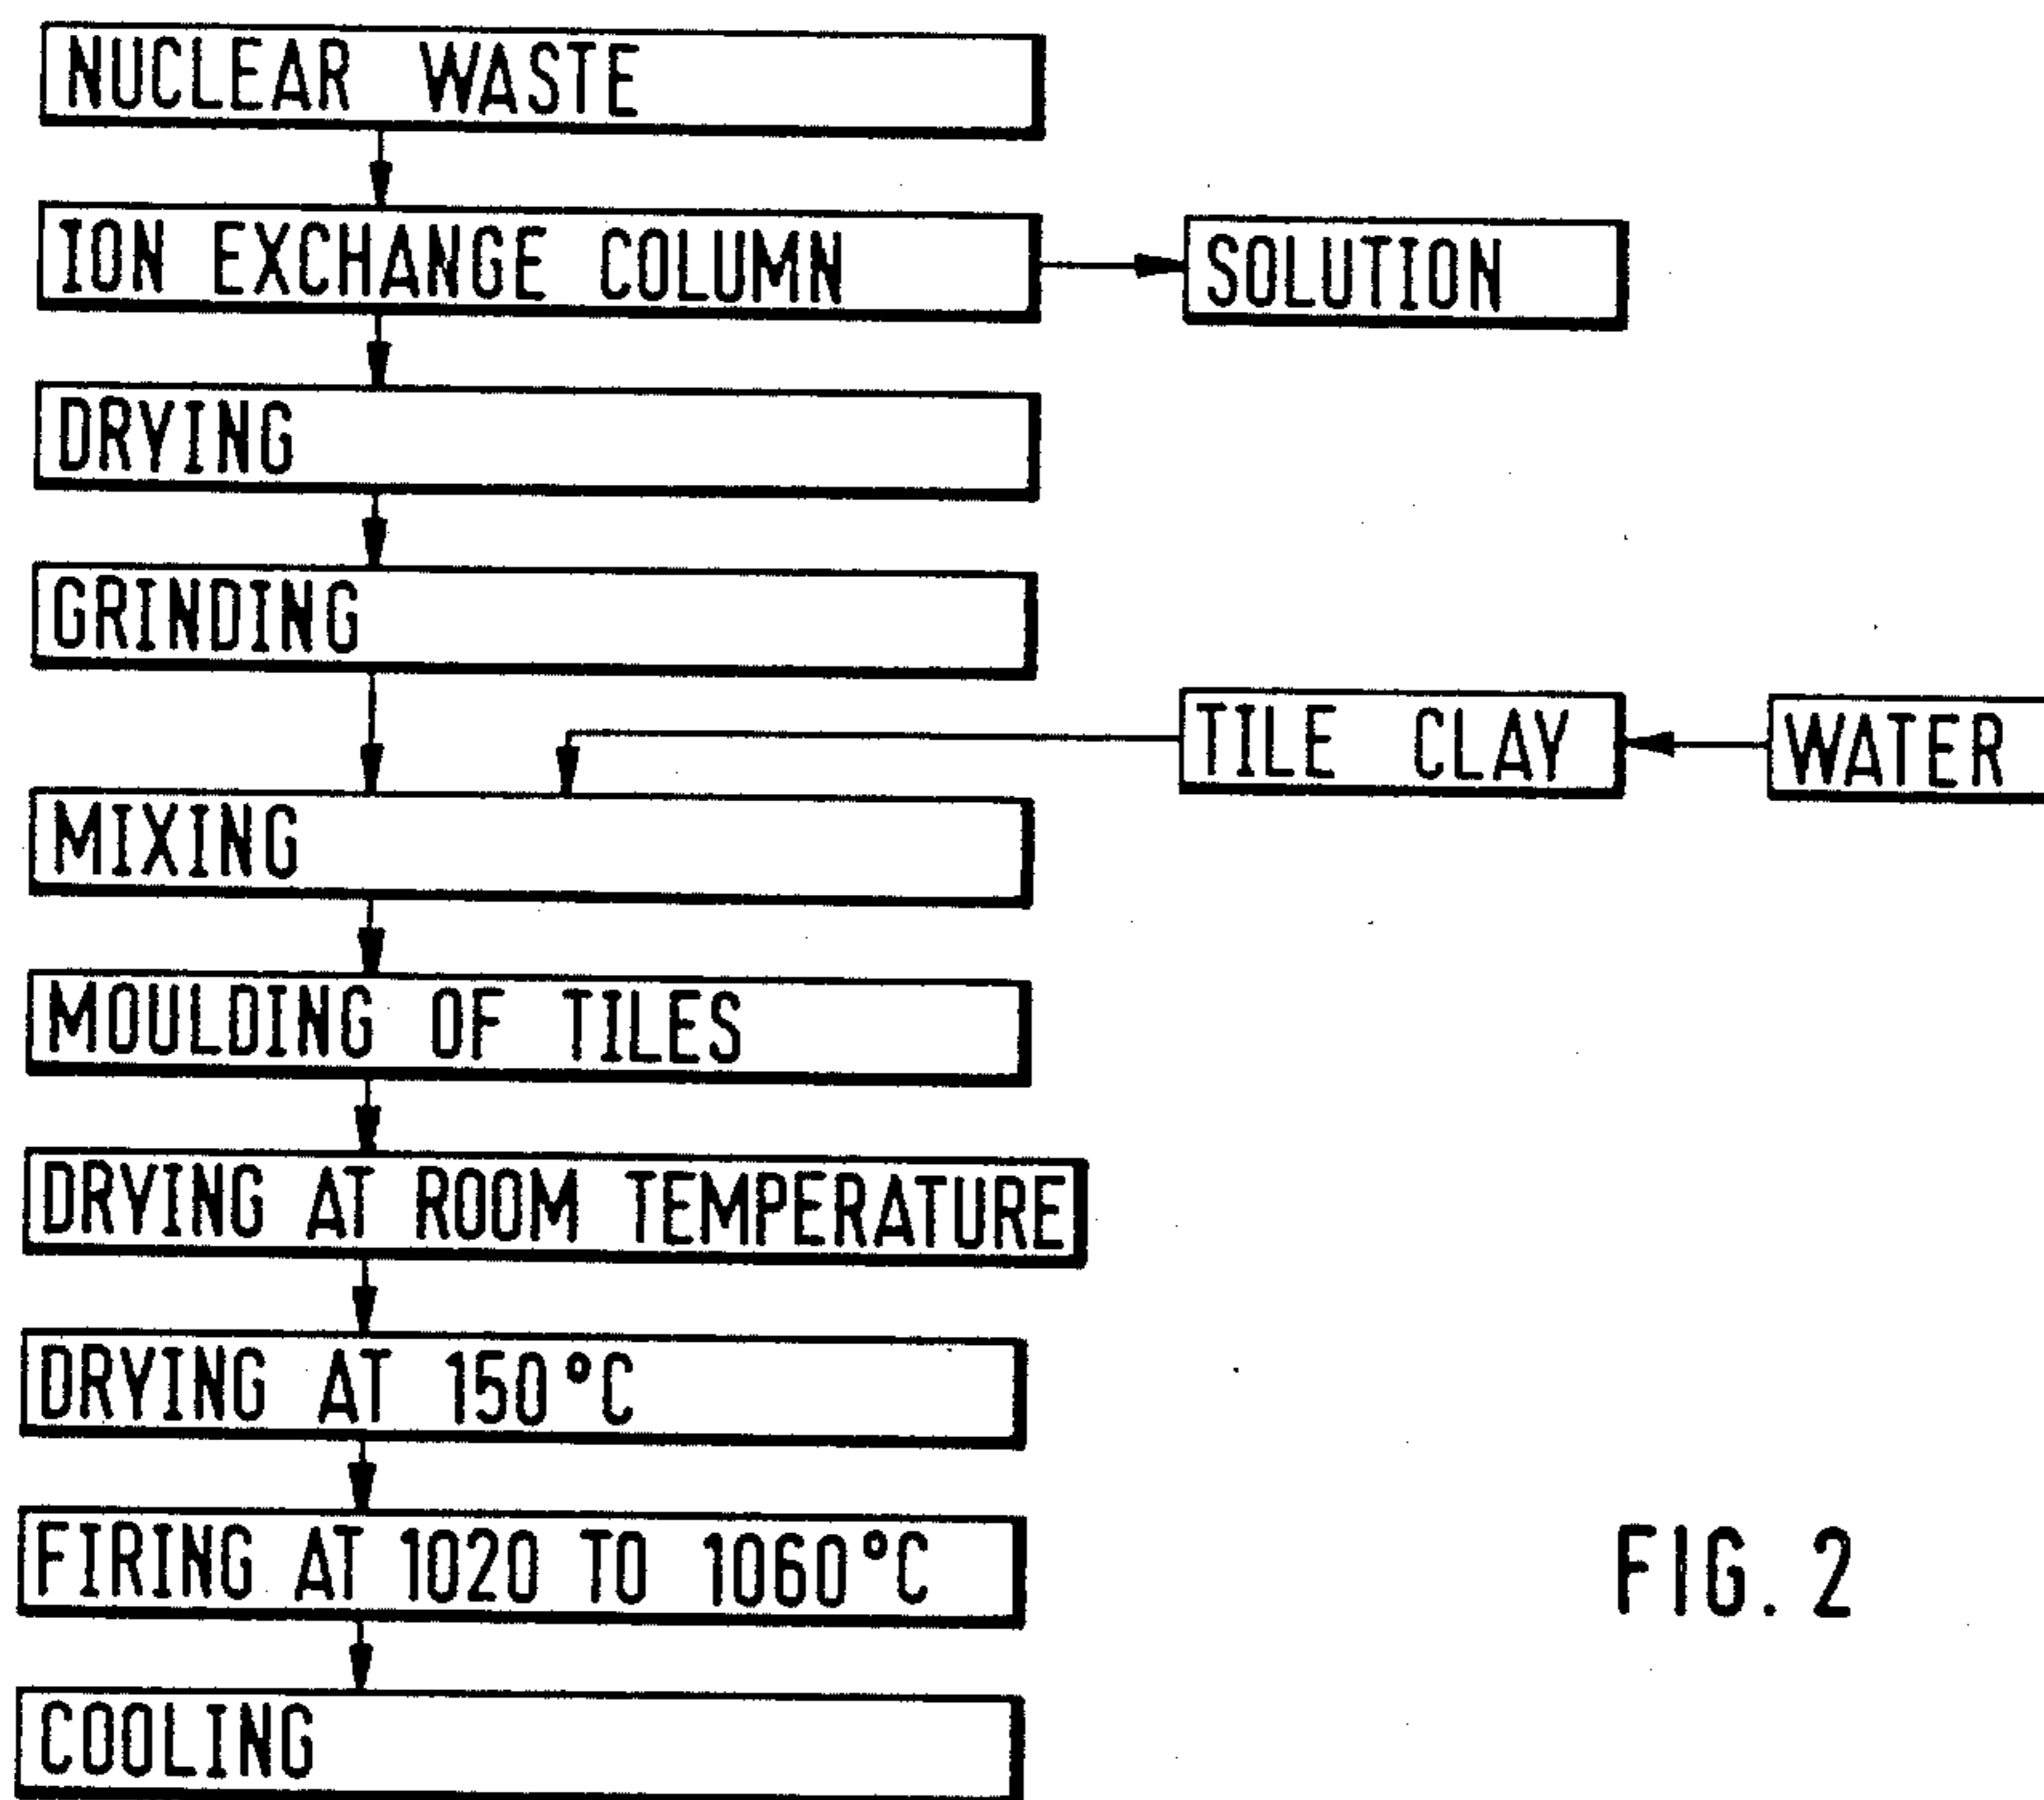 NUCLEAR WASTE
ION EXCHANGE COLUMN
SOLUTION
DRYING
GRINDING
TILE CLAY
WATER
MIXING
MOULDING OF TILES
DRYING AT ROOM TEMPERATURE
DRYING AT 150°C
FIRING AT 1020 TO 1060°C
FIG. 2
COOLING